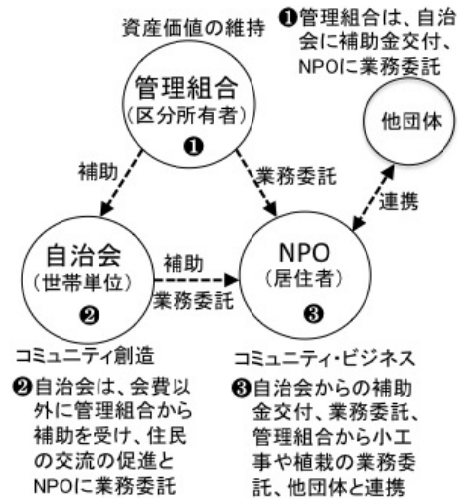 資産価値の維持
❶管理組合は、自治
会に補助金交付、
NPOに業務委託
管理組合
(区分所有者)
❶
他団体
補助
業務委託
連携
自治会
(世帯単位)
❷
補助
業務委託
NPO
(居住者)
❸
コミュニティ創造
コミュニティ・ビジネス
❷自治会は、会費以
外に管理組合から
補助を受け、住民
の交流の促進と
NPOに業務委託
❸自治会からの補助
金交付、業務委託、
管理組合から小工
事や植栽の業務委
託、他団体と連携